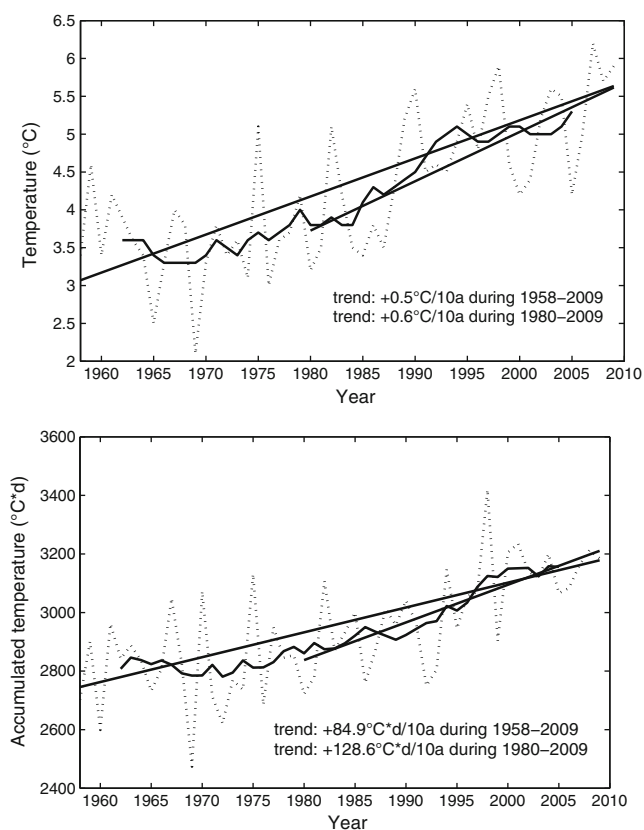 6.5
6
5.5
5
4.5
4
3.5
3
2.5
2
Temperature (°C)
trend: +0.5°C/10a during 1958–2009
trend: +0.6°C/10a during 1980–2009
1960 1965 1970 1975 1980 1985 1990 1995 2000 2005 2010
Year
3600
3400
3200
3000
2800
2600
2400
Accumulated temperature (°C*d)
trend: +84.9°C*d/10a during 1958–2009
trend: +128.6°C*d/10a during 1980–2009
1960 1965 1970 1975 1980 1985 1990 1995 2000 2005 2010
Year